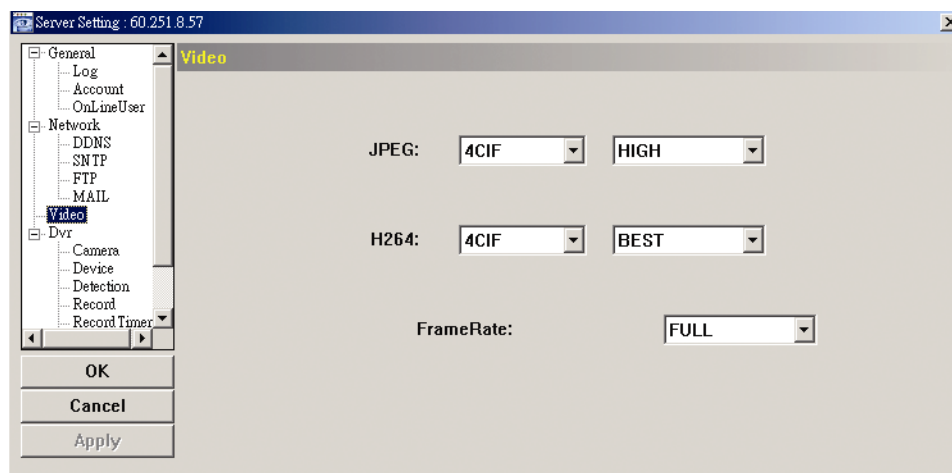 Server Setting : 60.251.8.57
General
Log
Account
OnLineUser
Network
DDNS
SNTP
FTP
MAIL
Video
Dvr
Camera
Device
Detection
Record
Record Timer
OK
Cancel
Apply
Video
JPEG: 4CIF HIGH
H264: 4CIF BEST
FrameRate: FULL